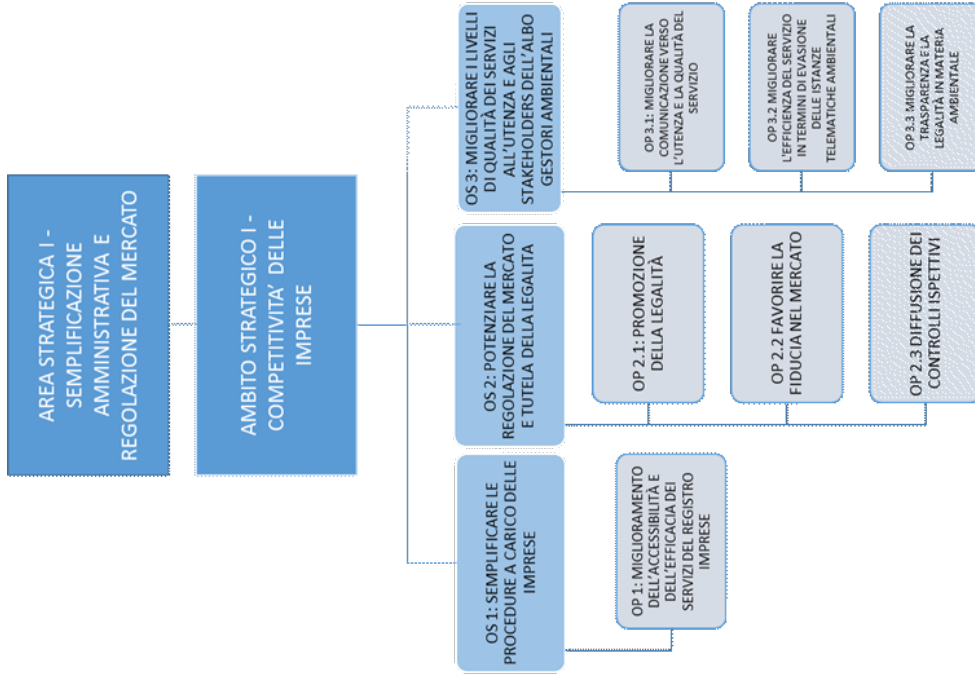 AREA STRATEGICA I -
SEMPLIFICAZIONE
AMMINISTRATIVA E
REGOLAZIONE DEL MERCATO
AMBITO STRATEGICO I -
COMPETITIVITA' DELLE
IMPRESE
OS 1: SEMPLIFICARE LE
PROCEDURE A CARICO DELLE
IMPRESE
OP 1: MIGLIORAMENTO
DELL'ACCESSIBILITÀ E
DELL'EFFICACIA DEI
SERVIZI DEL REGISTRO
IMPRESE
OS 2: POTENZIARE LA
REGOLAZIONE DEL MERCATO
E TUTELA DELLA LEGALITA'
OP 2.1: PROMOZIONE
DELLA LEGALITÀ
OP 2.2 FAVORIRE LA
FIDUCIA NEL MERCATO
OP 2.3 DIFFUSIONE DEI
CONTROLLI ISPETTIVI
OS 3: MIGLIORARE I LIVELLI
DI QUALITÀ DEI SERVIZI
ALL'UTENZA E AGLI
STAKEHOLDERS DELL'ALBO
GESTORI AMBIENTALI
OP 3.1: MIGLIORARE LA
COMUNICAZIONE VERSO
L'UTENZA E LA QUALITÀ DEL
SERVIZIO
OP 3.2 MIGLIORARE
L'EFFICIENZA DEL SERVIZIO
IN TERMINI DI EVASIONE
DELLE ISTANZE
TELEMATICHE AMBIENTALI
OP 3.3 MIGLIORARE LA
TRASPARENZA E LA
LEGALITÀ IN MATERIA
AMBIENTALE